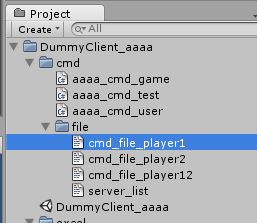 Project
Create
All
DummyClient_aaaa
cmd
aaaa_cmd_game
aaaa_cmd_test
aaaa_cmd_user
file
cmd_file_player1
cmd_file_player2
cmd_file_player12
server_list
DummyClient_aaaa
excel